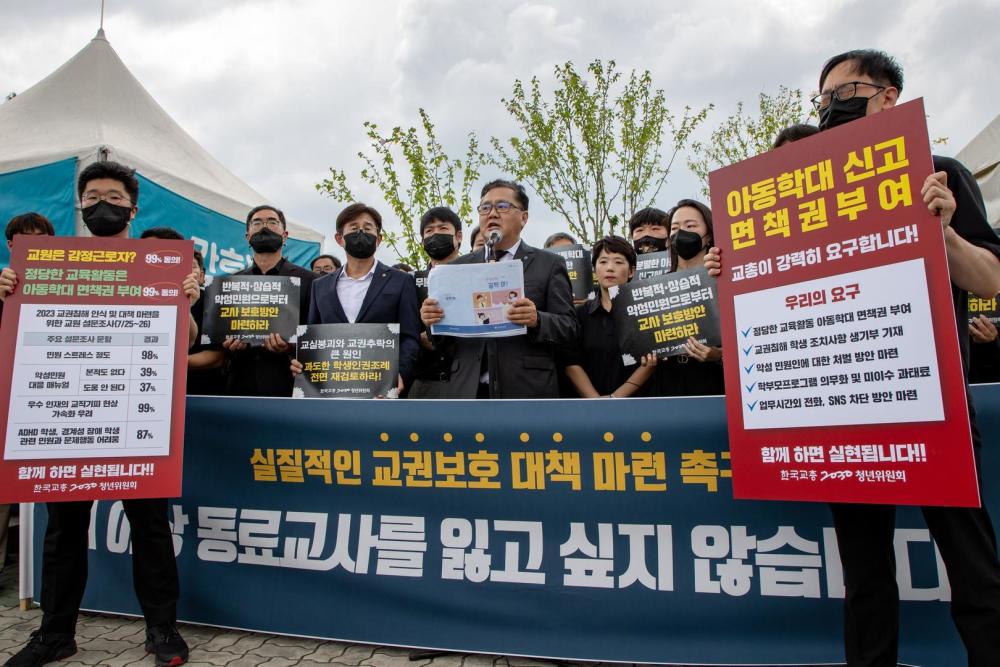 교원은 감정근로자? 99% 동의!
정당한 교육활동은
아동학대 면책권 부여 99% 동의!
2023 교권침해 인식 및 대책 마련을
위한 교원 설문조사(7/25~26)
주요 설문조사 문항 결과
민원 스트레스 정도 98%
악성민원
대응 매뉴얼
본적도 없다 39%
도움 안 된다 37%
우수 인재의 교직기피 현상
가속화 우려 99%
ADHD 학생, 경계성 장애 학생
관련 민원과 문제행동 어려움 87%
함께 하면 실현됩니다!!
한국교총 2030 청년위원회
반복적·상습적
악성민원으로부터
교사 보호방안
마련하라
교실붕괴와 교권추락의
큰 원인
과도한 학생인권조례
전면 재검토하라!
한국교총 2030 청년위원회
반복적·상습적
악성민원으로부터
교사 보호방안
마련하라
한국교총 2030 청년위원회
아동학대 신고
면책권 부여
교총이 강력히 요구합니다!
우리의 요구
정당한 교육활동 아동학대 면책권 부여
교권침해 학생 조치사항 생기부 기재
악성 민원인에 대한 처벌 방안 마련
학부모프로그램 의무화 및 미이수 과태료
업무시간외 전화, SNS 차단 방안 마련
함께 하면 실현됩니다!!
한국교총 2030 청년위원회
실질적인 교권보호 대책 마련 촉구
동료교사를 잃고 싶지 않습니다